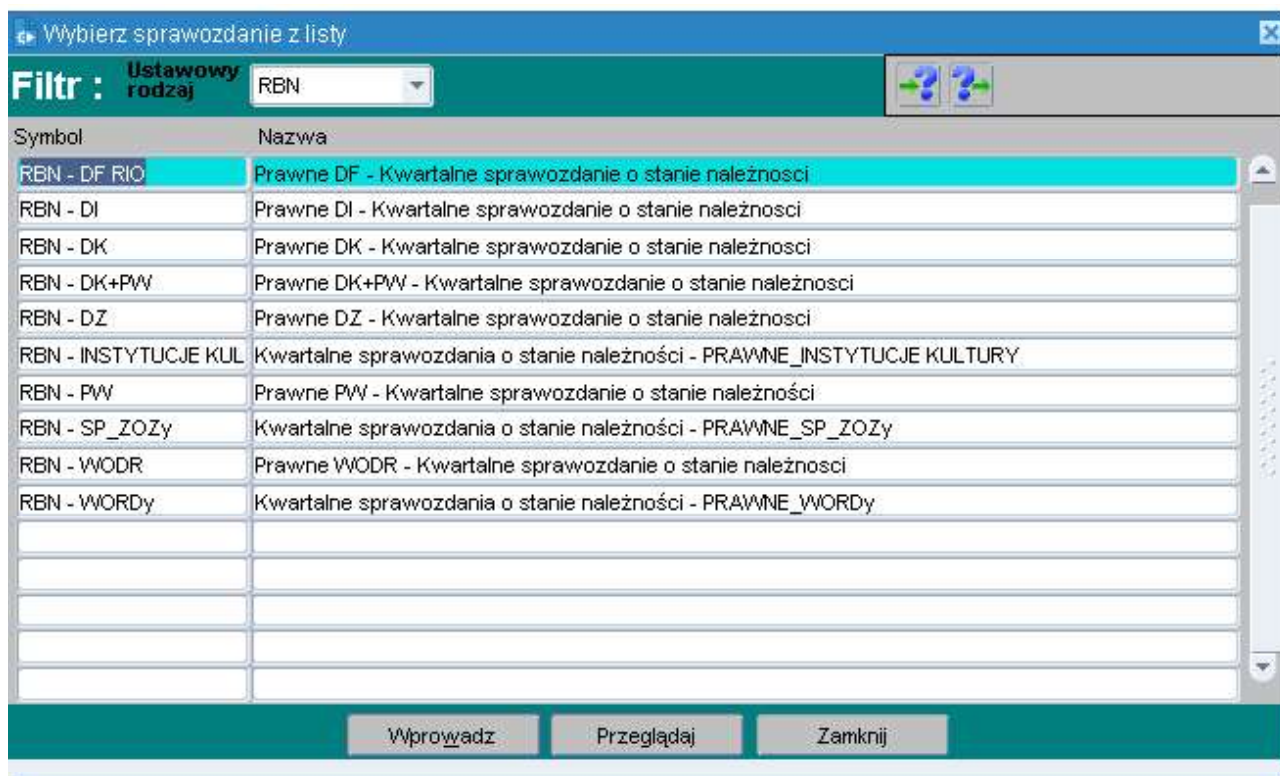 Wybierz sprawozdanie z listy
Filtr : Ustawowy rodzaj RBN
Symbol Nazwa
RBN - DF RIO Prawne DF - Kwartalne sprawozdanie o stanie należnosci
RBN - DI Prawne DI - Kwartalne sprawozdanie o stanie należnosci
RBN - DK Prawne DK - Kwartalne sprawozdanie o stanie należnosci
RBN - DK+PW Prawne DK+PW - Kwartalne sprawozdanie o stanie należnosci
RBN - DZ Prawne DZ - Kwartalne sprawozdanie o stanie należnosci
RBN - INSTYTUCJE KUL Kwartalne sprawozdania o stanie należności - PRAWNE_INSTYTUCJE KULTURY
RBN - PW Prawne PW - Kwartalne sprawozdanie o stanie należności
RBN - SP_ZOZy Kwartalne sprawozdania o stanie należności - PRAWNE_SP_ZOZy
RBN - WODR Prawne WODR - Kwartalne sprawozdanie o stanie należnosci
RBN - WORDy Kwartalne sprawozdania o stanie należności - PRAWNE_WORDy
Wprowadz Przeglądaj Zamknij